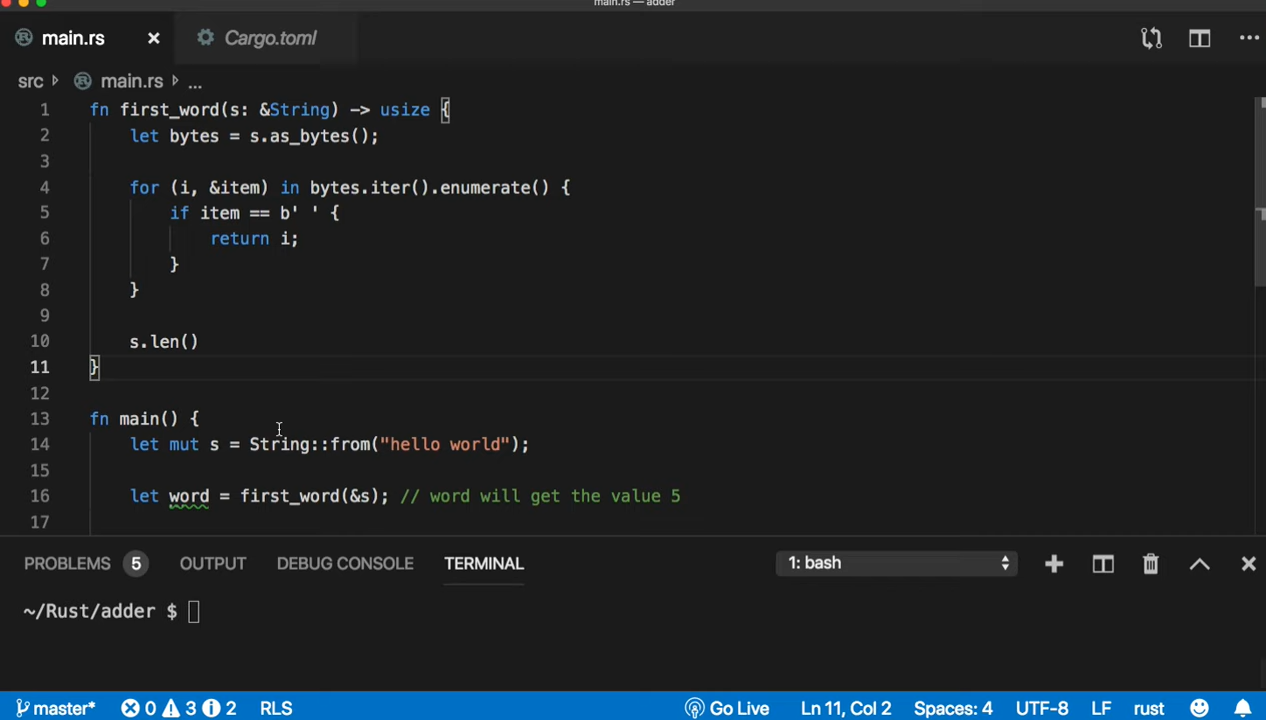 main.rs — adder
main.rs Cargo.toml
src main.rs ...
1 fn first_word(s: &String) -> usize {
2 let bytes = s.as_bytes();
3
4 for (i, &item) in bytes.iter().enumerate() {
5 if item == b' ' {
6 return i;
7 }
8 }
9
10 s.len()
11 }
12
13 fn main() {
14 let mut s = String::from("hello world");
15
16 let word = first_word(&s); // word will get the value 5
17
PROBLEMS 5 OUTPUT DEBUG CONSOLE TERMINAL 1: bash
~/Rust/adder $
master* 0 3 2 RLS Go Live Ln 11, Col 2 Spaces: 4 UTF-8 LF rust